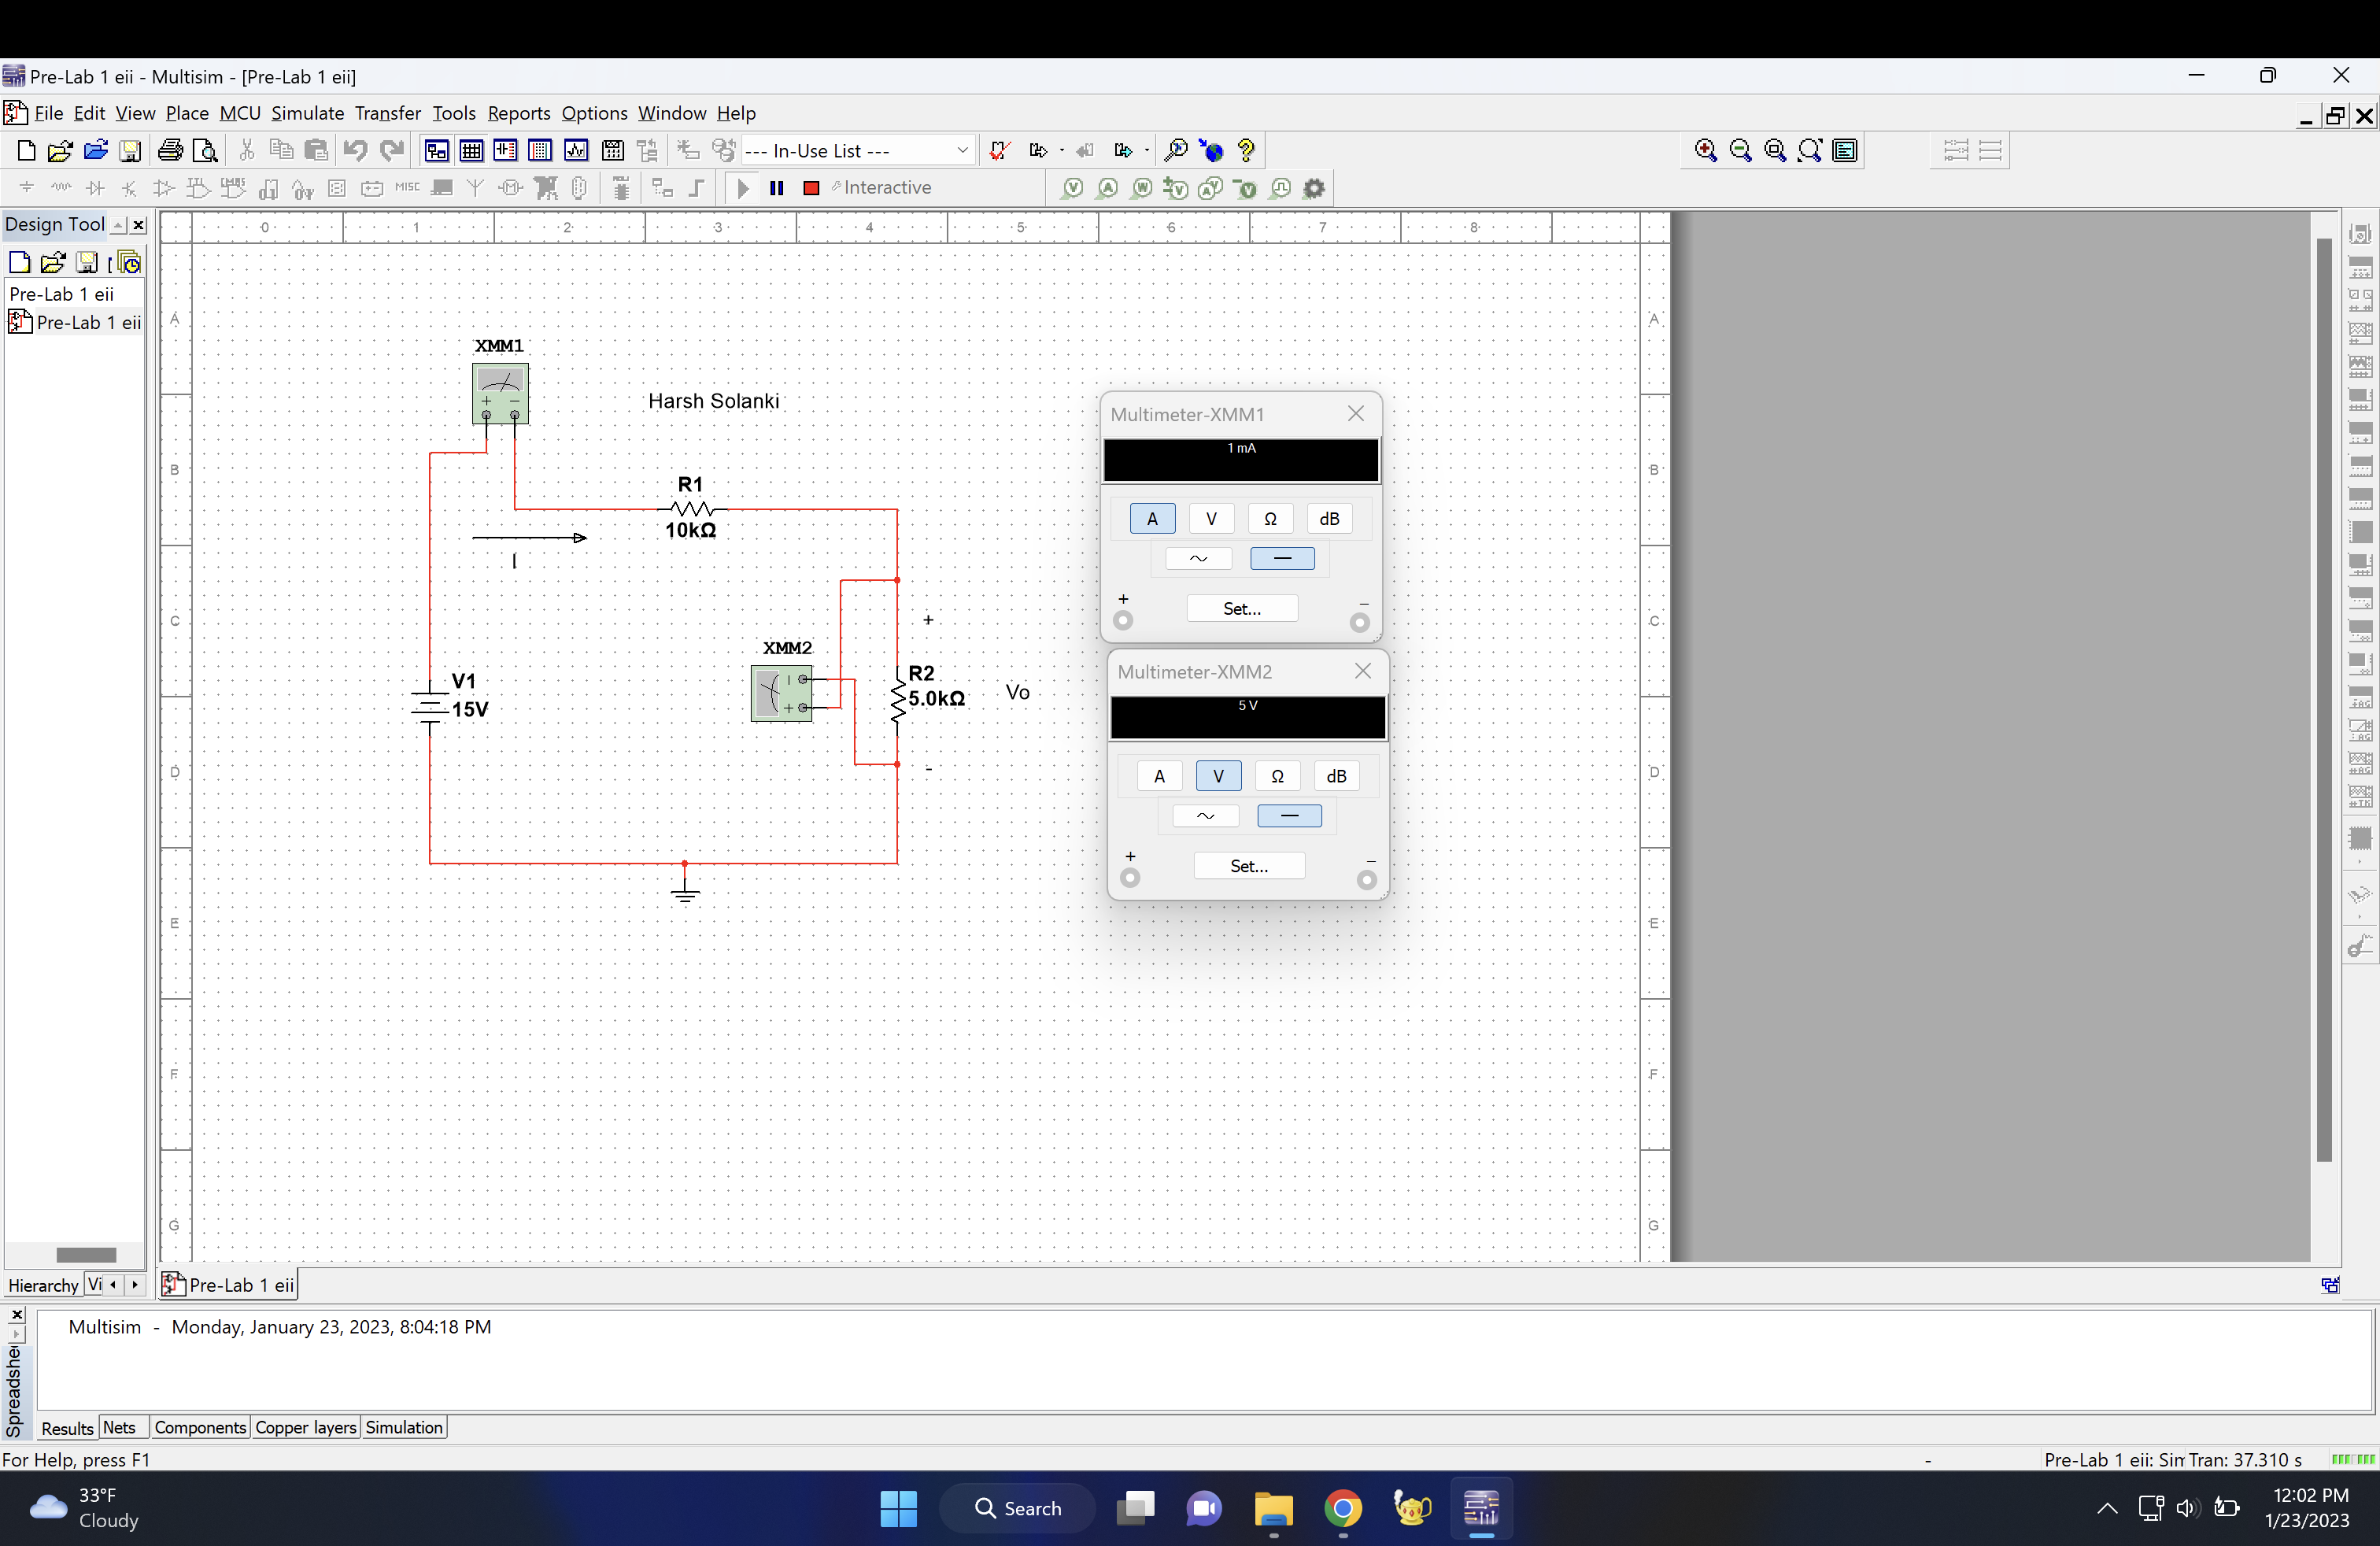 Pre-Lab 1 eii - Multisim - [Pre-Lab 1 eii]
File Edit View Place MCU Simulate Transfer Tools Reports Options Window Help
--- In-Use List ---
MISC
Interactive
Design Tool
Pre-Lab 1 eii
Pre-Lab 1 eii
0 1 2 3 4 5 6 7 8
A
B
C
D
E
F
G
A
B
C
D
E
F
G
XMM1
+ −
Harsh Solanki
R1
10kΩ
I
XMM2
+
V1
15V
R2
5.0kΩ
+
Vo
-
Multimeter-XMM1
1 mA
A V Ω dB
~ —
+ −
Set...
Multimeter-XMM2
5 V
A V Ω dB
~ —
+ −
Set...
Hierarchy Vi
Pre-Lab 1 eii
Multisim - Monday, January 23, 2023, 8:04:18 PM
Spreadshee
Results Nets Components Copper layers Simulation
For Help, press F1
-
Pre-Lab 1 eii: Sim Tran: 37.310 s
33°F
Cloudy
Search
12:02 PM
1/23/2023